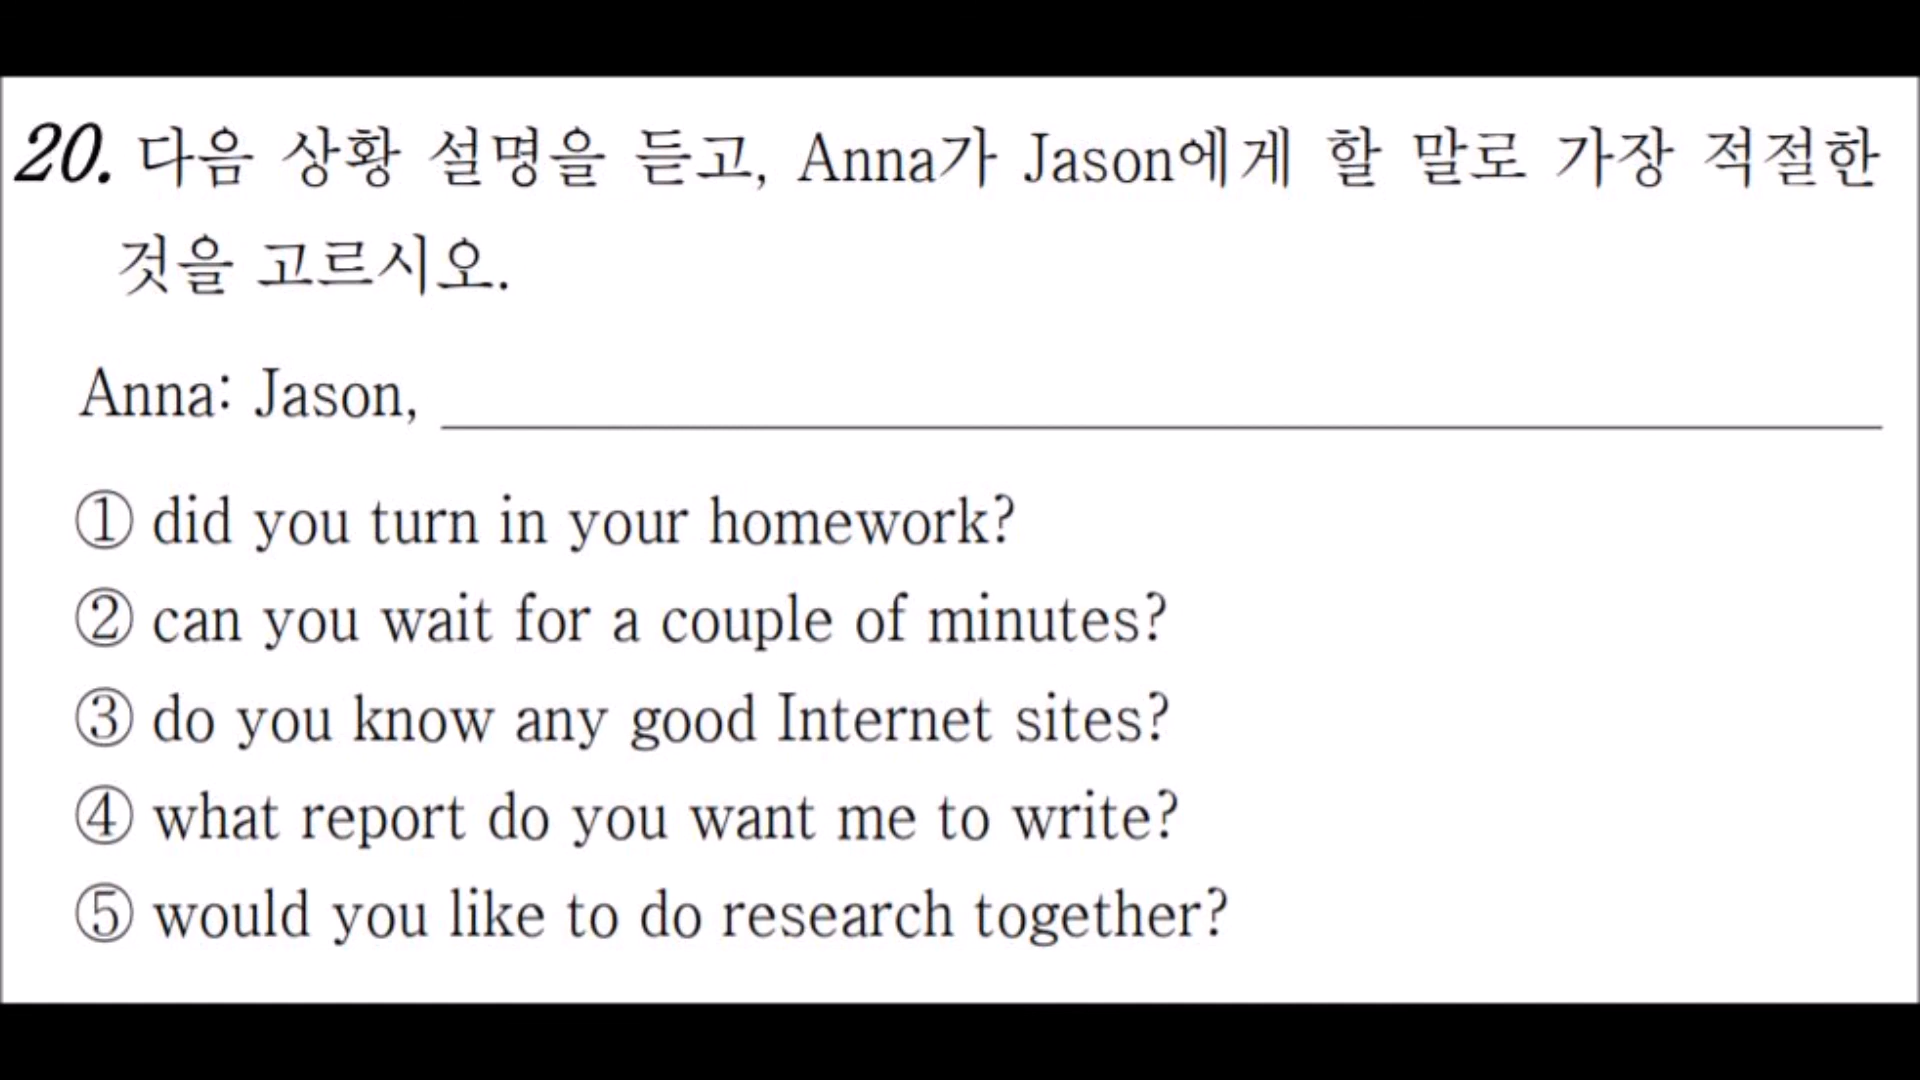 20. 다음 상황 설명을 듣고, Anna가 Jason에게 할 말로 가장 적절한
것을 고르시오.
Anna: Jason, ______
① did you turn in your homework?
② can you wait for a couple of minutes?
③ do you know any good Internet sites?
④ what report do you want me to write?
⑤ would you like to do research together?